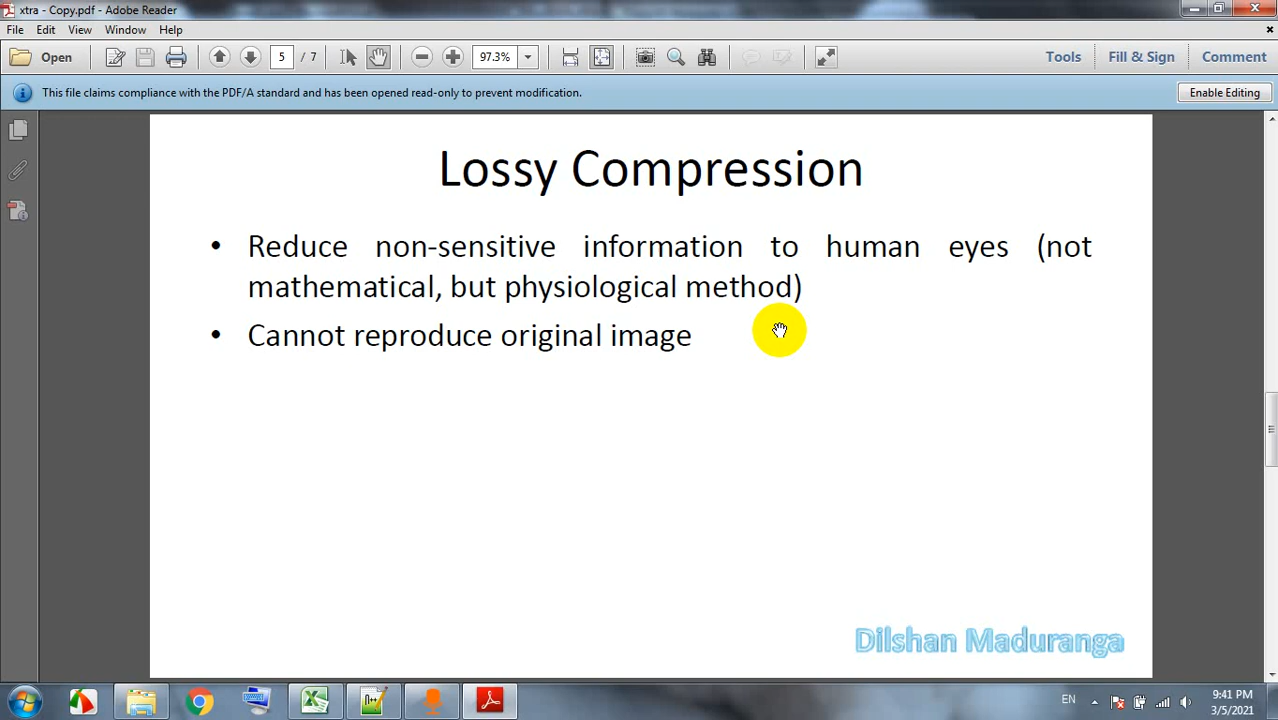 xtra - Copy.pdf - Adobe Reader
File Edit View Window Help
Open 5 / 7 97.3% Tools Fill & Sign Comment
This file claims compliance with the PDF/A standard and has been opened read-only to prevent modification. Enable Editing
Lossy Compression
• Reduce non-sensitive information to human eyes (not
mathematical, but physiological method)
• Cannot reproduce original image
Dilshan Maduranga
EN 9:41 PM
3/5/2021